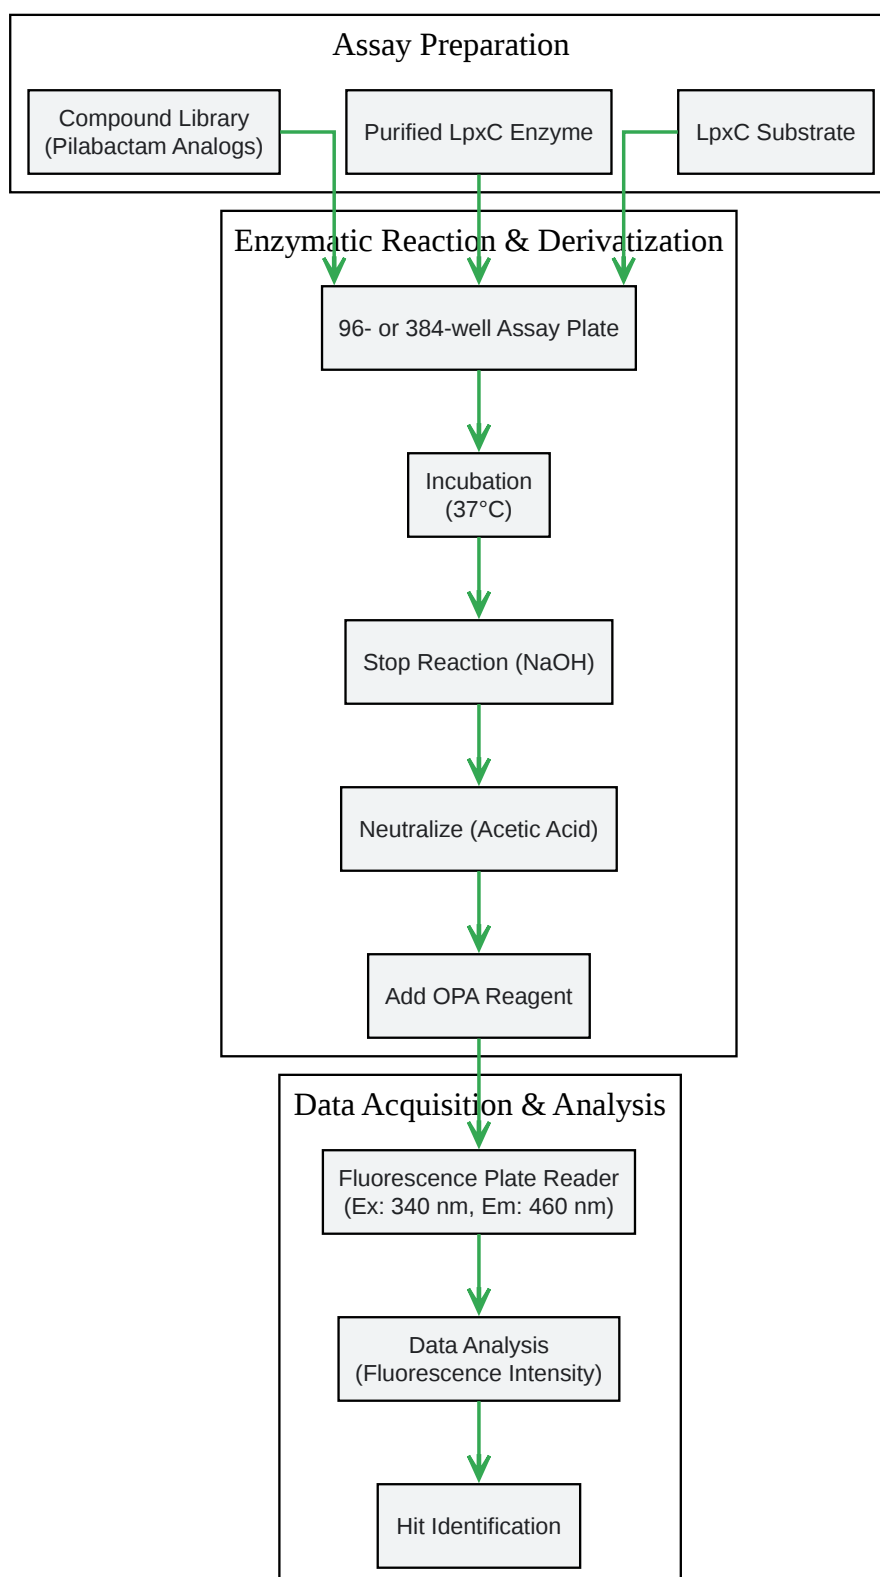 Assay Preparation
Compound Library
(Pilabactam Analogs)
Purified LpxC Enzyme
LpxC Substrate
Enzymatic Reaction & Derivatization
96- or 384-well Assay Plate
Incubation
(37°C)
Stop Reaction (NaOH)
Neutralize (Acetic Acid)
Add OPA Reagent
Data Acquisition & Analysis
Fluorescence Plate Reader
(Ex: 340 nm, Em: 460 nm)
Data Analysis
(Fluorescence Intensity)
Hit Identification